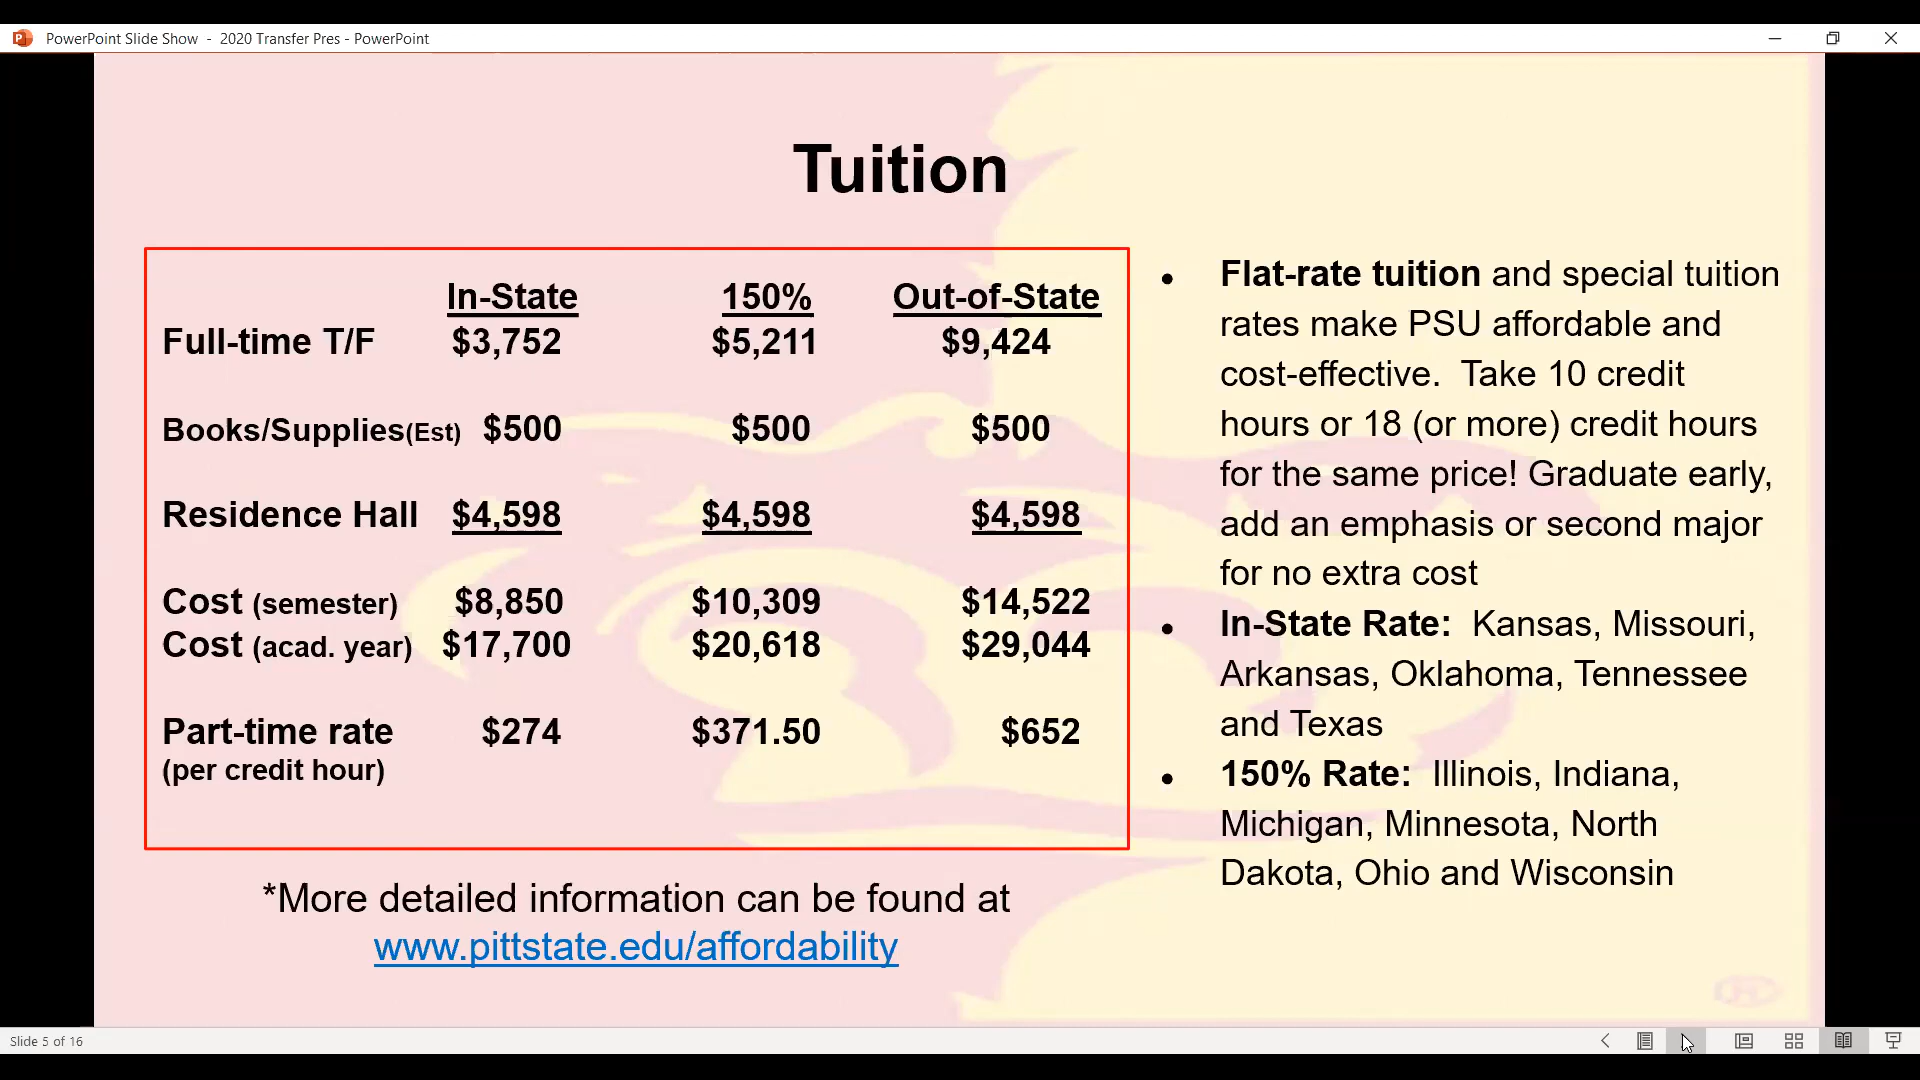 PowerPoint Slide Show - 2020 Transfer Pres - PowerPoint
Tuition
In-State 150% Out-of-State
Full-time T/F $3,752 $5,211 $9,424
Books/Supplies(Est) $500 $500 $500
Residence Hall $4,598 $4,598 $4,598
Cost (semester) $8,850 $10,309 $14,522
Cost (acad. year) $17,700 $20,618 $29,044
Part-time rate $274 $371.50 $652
(per credit hour)
*More detailed information can be found at
www.pittstate.edu/affordability
• Flat-rate tuition and special tuition
rates make PSU affordable and
cost-effective. Take 10 credit
hours or 18 (or more) credit hours
for the same price! Graduate early,
add an emphasis or second major
for no extra cost
• In-State Rate: Kansas, Missouri,
Arkansas, Oklahoma, Tennessee
and Texas
• 150% Rate: Illinois, Indiana,
Michigan, Minnesota, North
Dakota, Ohio and Wisconsin
Slide 5 of 16